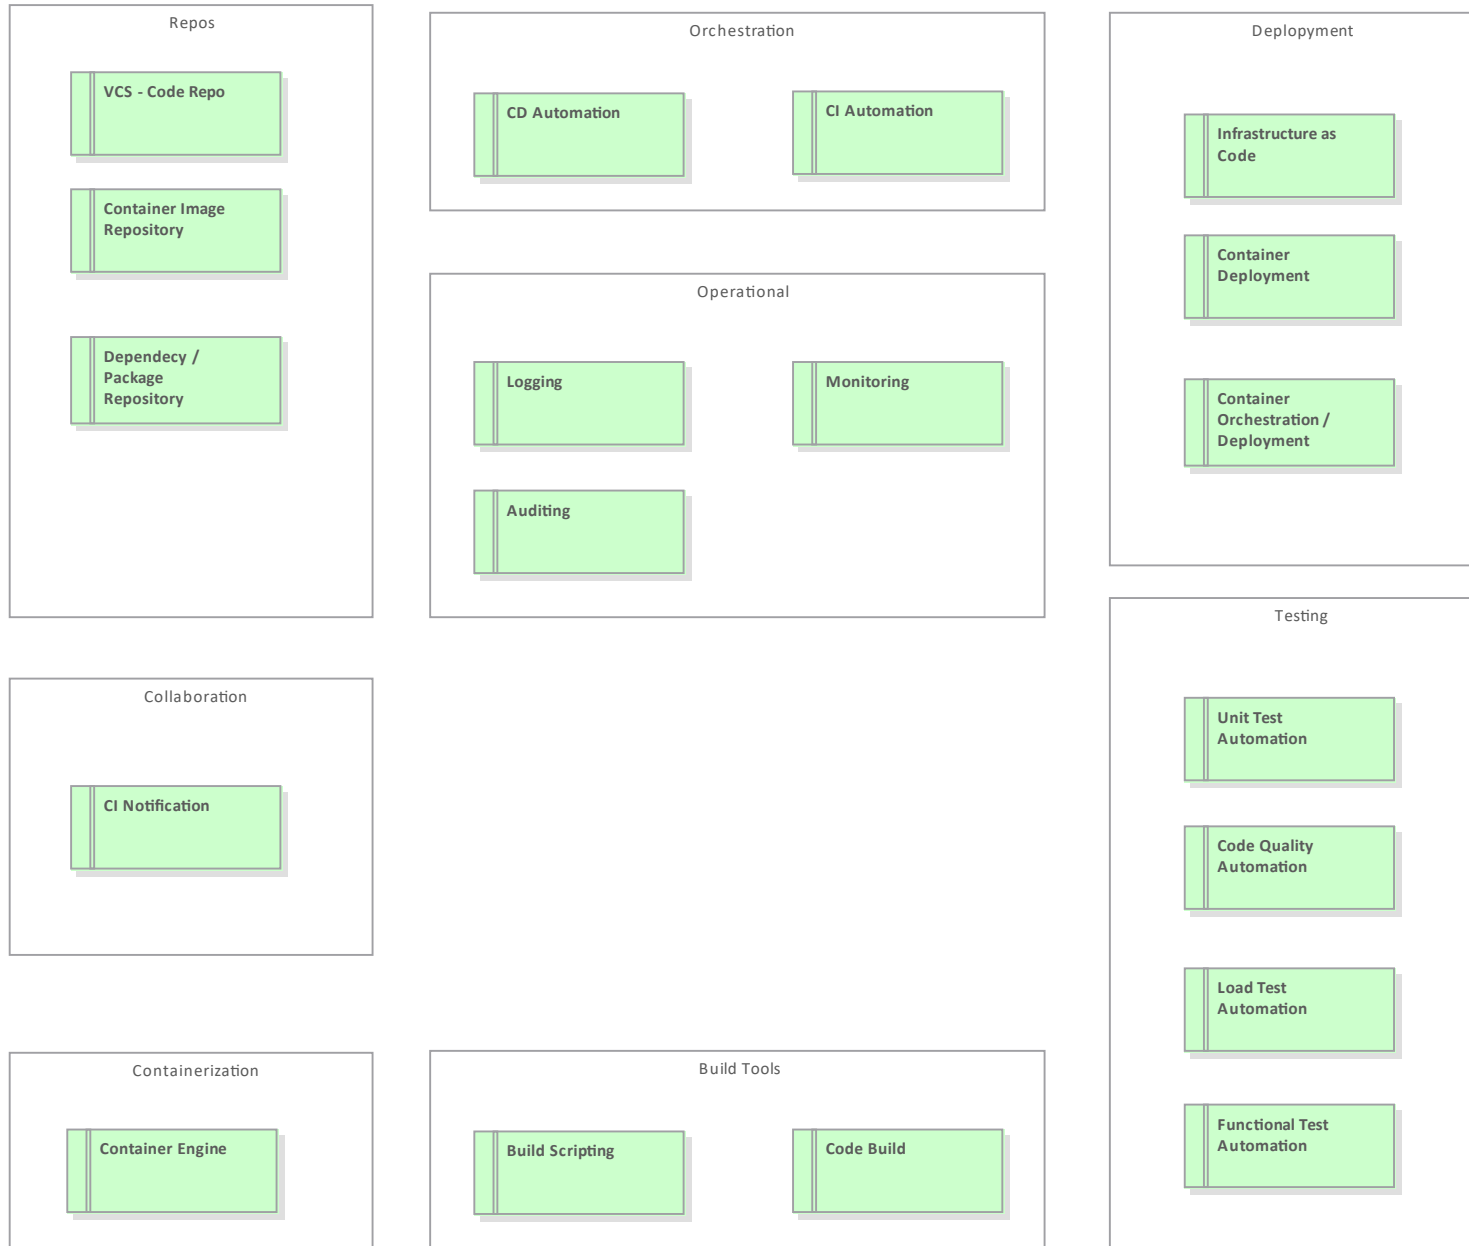 Repos
VCS - Code Repo
Container Image
Repository
Dependecy /
Package
Repository
Orchestration
CD Automation
CI Automation
Operational
Logging
Monitoring
Auditing
Deplopyment
Infrastructure as
Code
Container
Deployment
Container
Orchestration /
Deployment
Testing
Unit Test
Automation
Code Quality
Automation
Load Test
Automation
Functional Test
Automation
Collaboration
CI Notification
Containerization
Container Engine
Build Tools
Build Scripting
Code Build